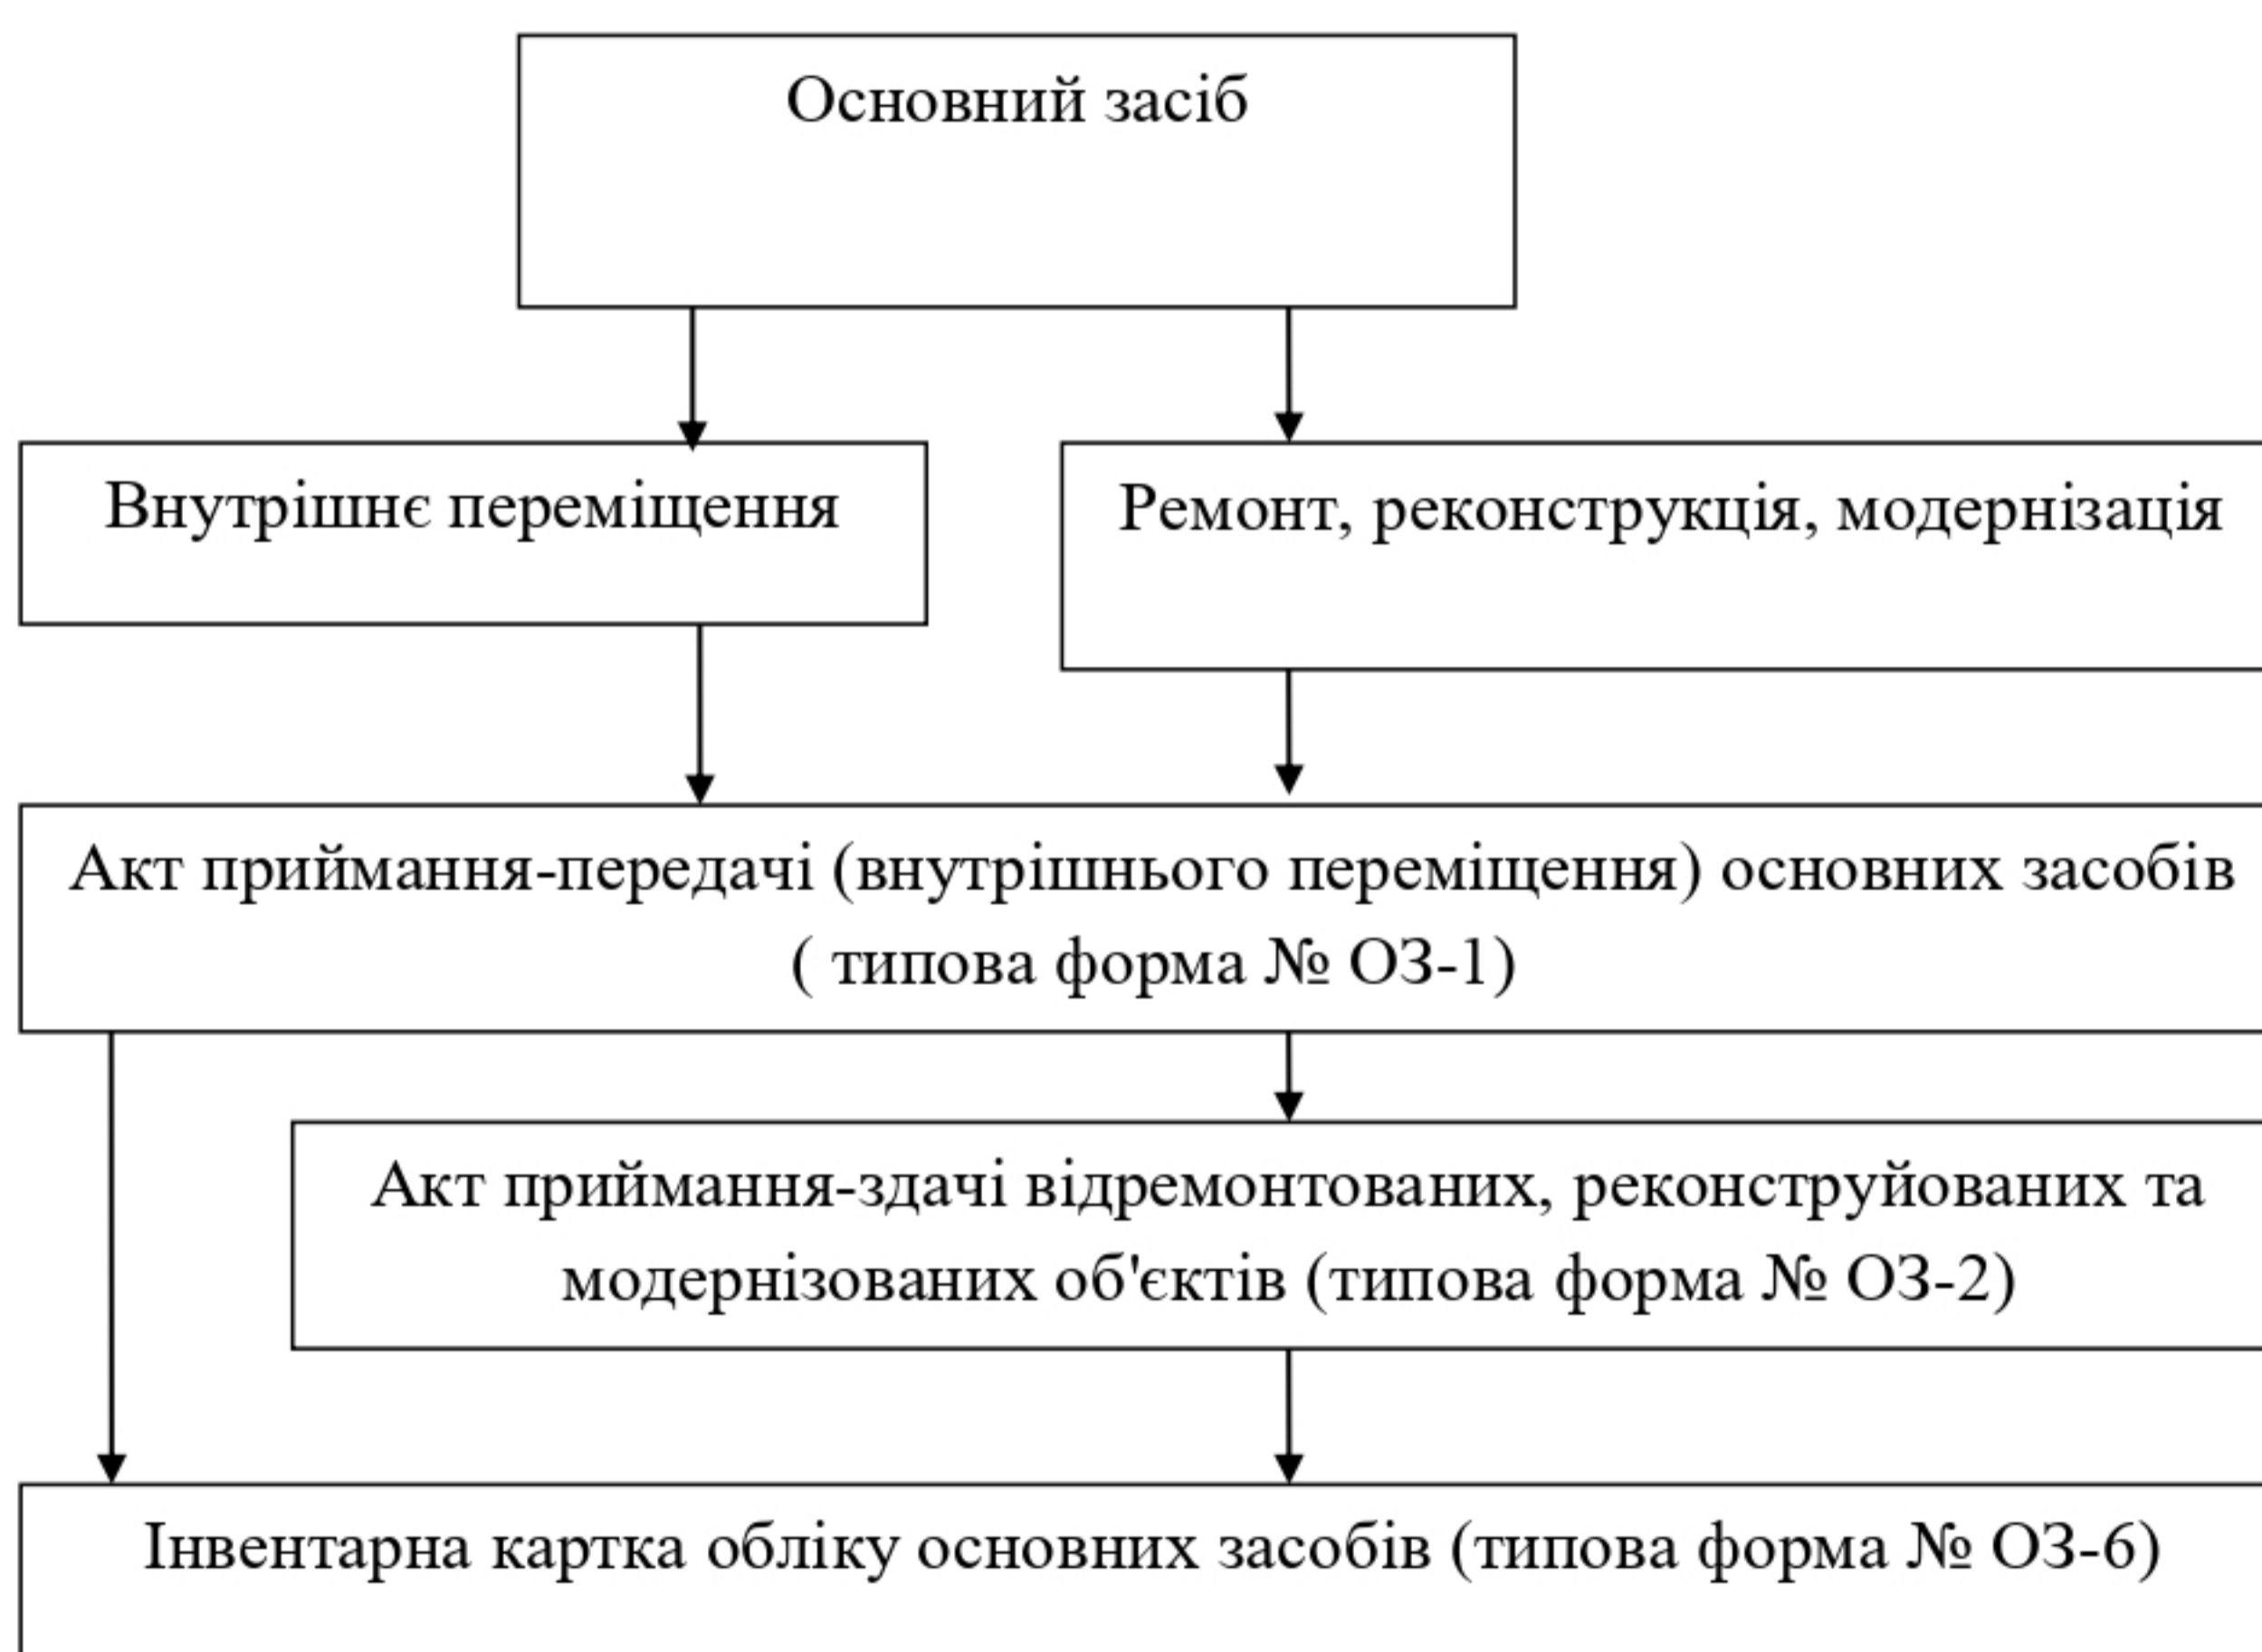 Основний засіб
Внутрішнє переміщення
Ремонт, реконструкція, модернізація
Акт приймання-передачі (внутрішнього переміщення) основних засобів
( типова форма № ОЗ-1)
Акт приймання-здачі відремонтованих, реконструйованих та
модернізованих об'єктів (типова форма № ОЗ-2)
Інвентарна картка обліку основних засобів (типова форма № ОЗ-6)